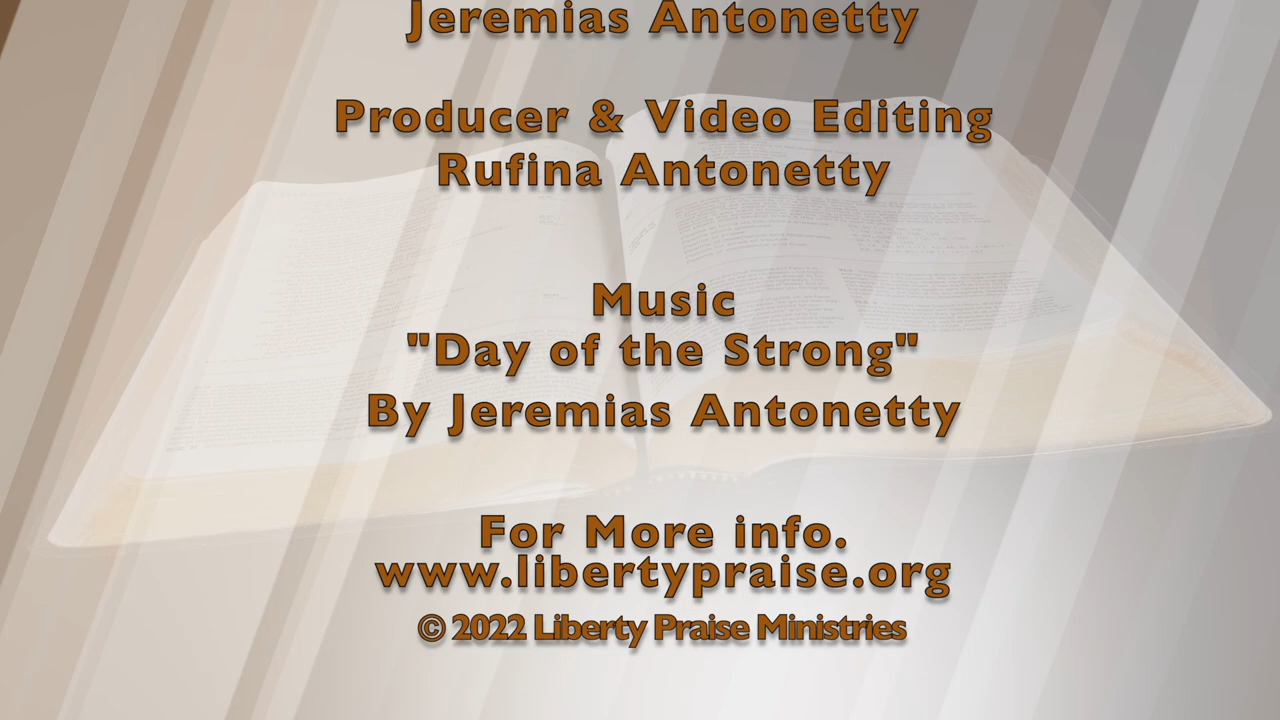 Jeremias Antonetty
Producer & Video Editing
Rufina Antonetty
Music
"Day of the Strong"
By Jeremias Antonetty
For More info.
www.libertypraise.org
© 2022 Liberty Praise Ministries